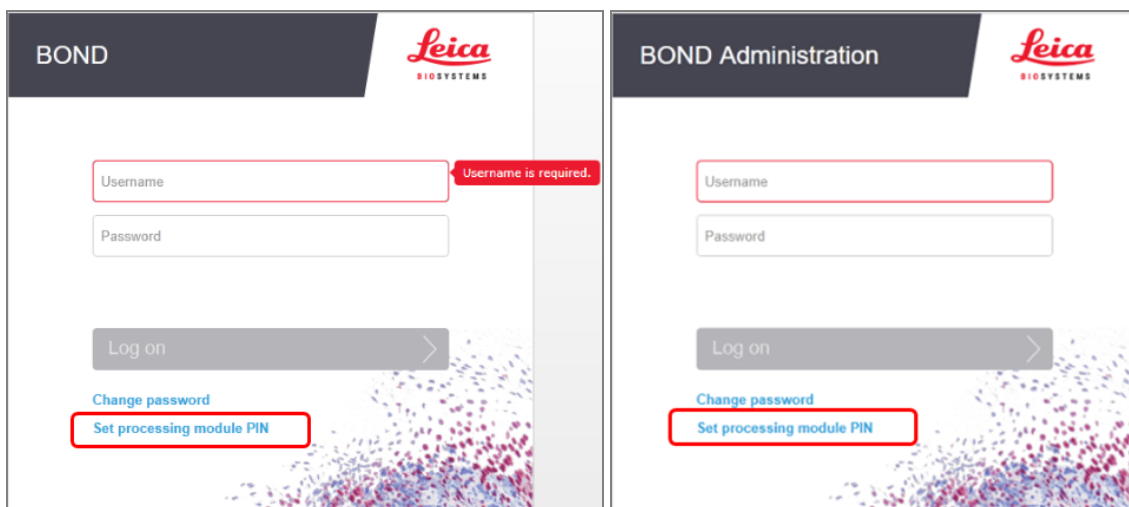 BOND
Leica
BIOSYSTEMS
Username
Username is required.
Password
Log on
Change password
Set processing module PIN
BOND Administration
Leica
BIOSYSTEMS
Username
Password
Log on
Change password
Set processing module PIN